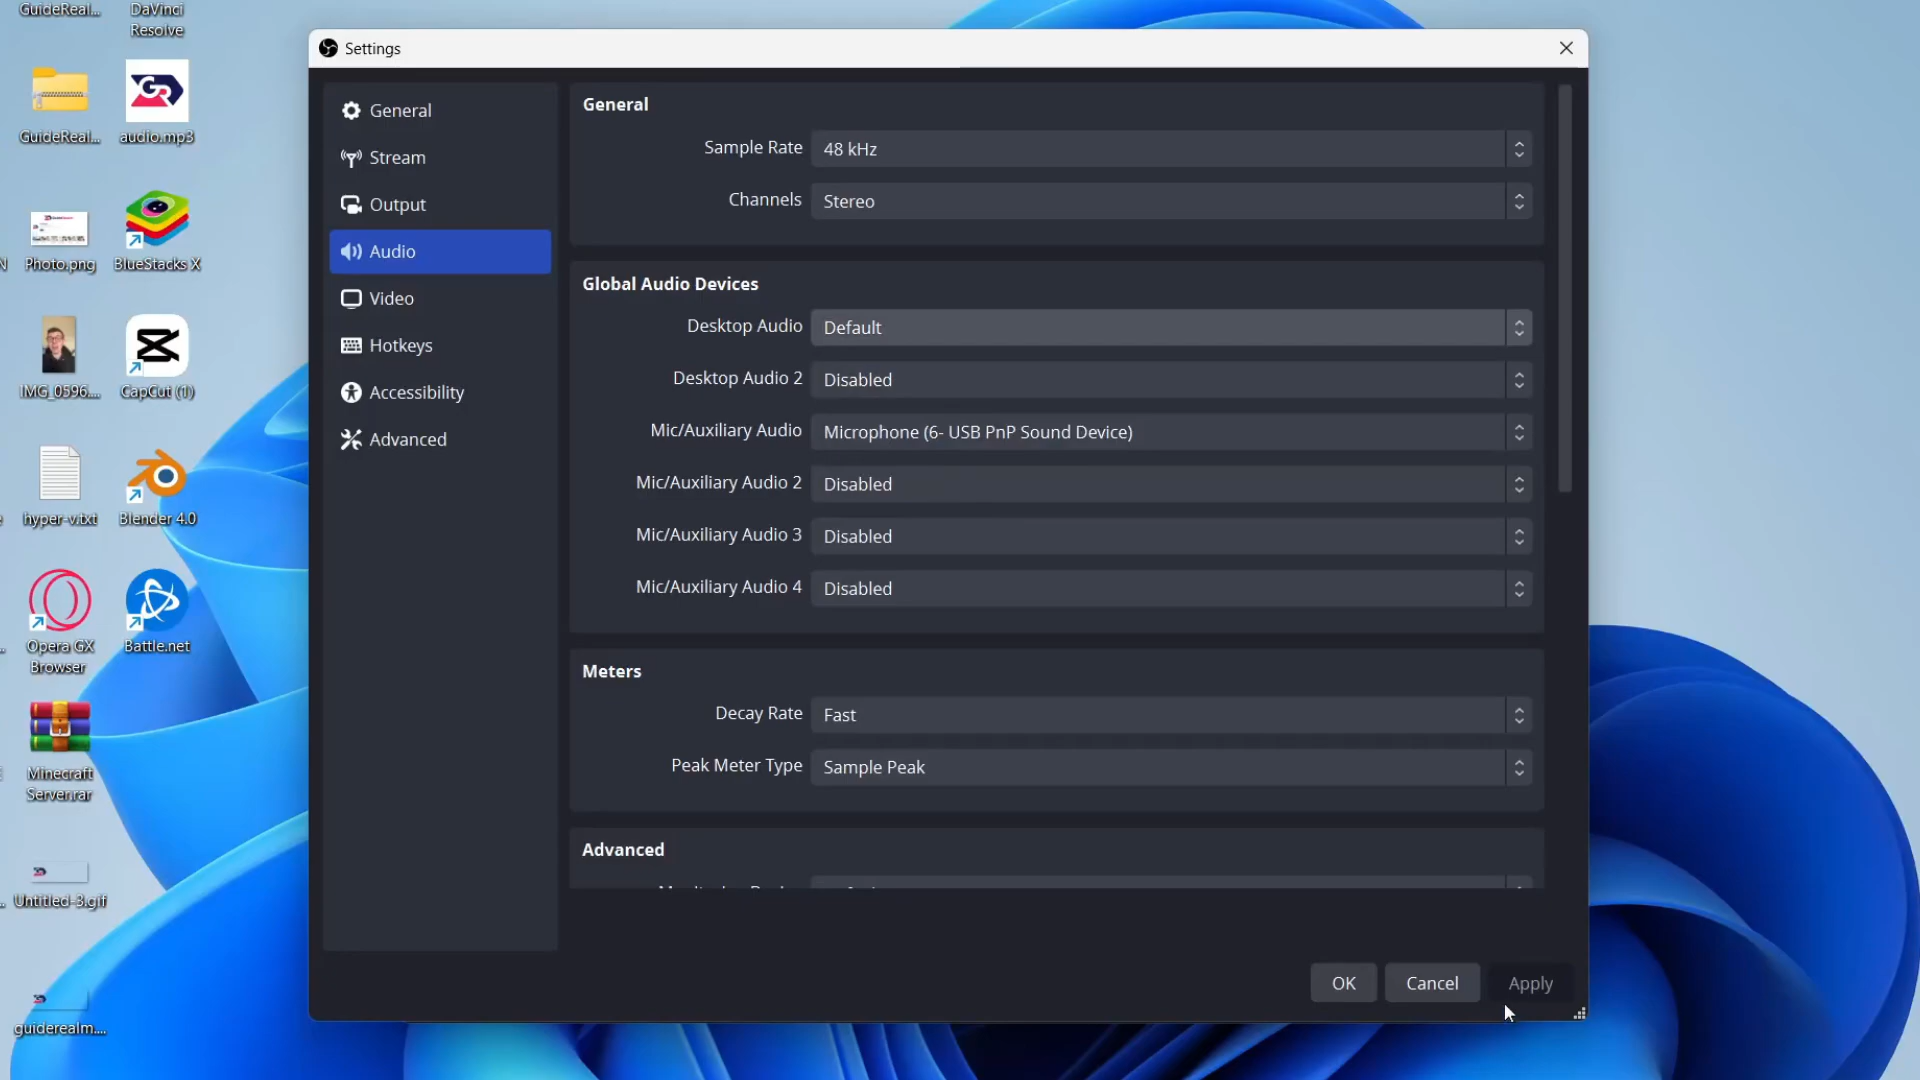 GuideReal...
DaVinci
Resolve
GuideReal...
audio.mp3
Photo.png
BlueStacks X
IMG_0596....
CapCut (1)
hyper-v.txt
Blender 4.0
Opera GX
Browser
Battle.net
Minecraft
Server.rar
Untitled-3.gif
guiderealm....
Settings
General
Stream
Output
Audio
Video
Hotkeys
Accessibility
Advanced
General
Sample Rate 48 kHz
Channels Stereo
Global Audio Devices
Desktop Audio Default
Desktop Audio 2 Disabled
Mic/Auxiliary Audio Microphone (6- USB PnP Sound Device)
Mic/Auxiliary Audio 2 Disabled
Mic/Auxiliary Audio 3 Disabled
Mic/Auxiliary Audio 4 Disabled
Meters
Decay Rate Fast
Peak Meter Type Sample Peak
Advanced
OK Cancel Apply